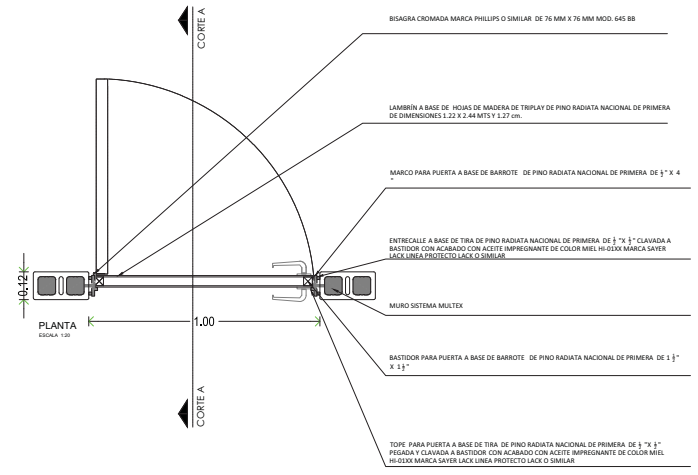 CORTE A
BISAGRA CROMADA MARCA PHILLIPS O SIMILAR DE 76 MM X 76 MM MOD. 645 BB
LAMBRÍN A BASE DE HOJAS DE MADERA DE TRIPLAY DE PINO RADIATA NACIONAL DE PRIMERA
DE DIMENSIONES 1.22 X 2.44 MTS Y 1.27 cm.
MARCO PARA PUERTA A BASE DE BARROTE DE PINO RADIATA NACIONAL DE PRIMERA DE ½" X 4
"
ENTRECALLE A BASE DE TIRA DE PINO RADIATA NACIONAL DE PRIMERA DE ½ "X ½" CLAVADA A
BASTIDOR CON ACABADO CON ACEITE IMPREGNANTE DE COLOR MIEL HI-01XX MARCA SAYER
LACK LINEA PROTECTO LACK O SIMILAR
0.12
MURO SISTEMA MULTEX
PLANTA
ESCALA 1:20
1.00
BASTIDOR PARA PUERTA A BASE DE BARROTE DE PINO RADIATA NACIONAL DE PRIMERA DE 1 ½"
X 1½"
CORTE A
TOPE PARA PUERTA A BASE DE TIRA DE PINO RADIATA NACIONAL DE PRIMERA DE ½ "X ½"
PEGADA Y CLAVADA A BASTIDOR CON ACABADO CON ACEITE IMPREGNANTE DE COLOR MIEL
HI-01XX MARCA SAYER LACK LINEA PROTECTO LACK O SIMILAR